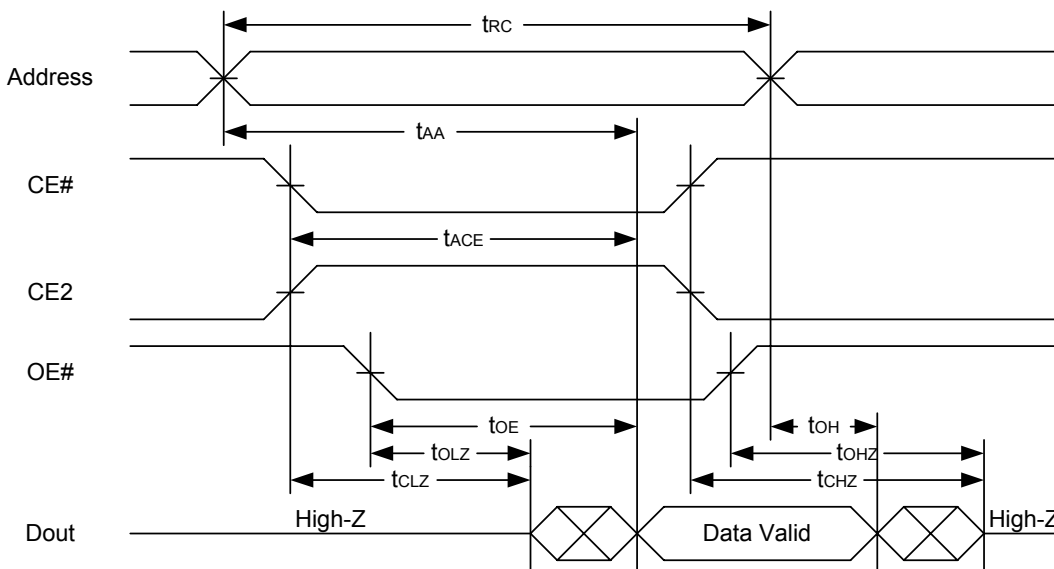 tRC
Address
tAA
CE#
tACE
CE2
OE#
tOE
tOH
tOLZ
tOHZ
tCLZ
tCHZ
High-Z
High-Z
Dout
Data Valid